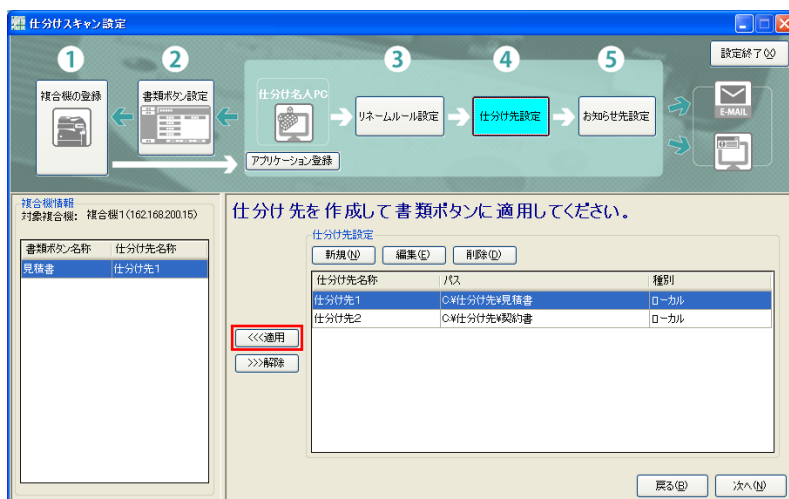 仕分けスキャン設定
設定終了(X)
1 2 3 4 5
複合機の登録
書類ボタン設定
仕分け名人PC
リネームルール設定
仕分け先設定
お知らせ先設定
E-MAIL
アプリケーション登録
複合機情報
対象複合機: 複合機1(162.168.200.15)
書類ボタン名称 仕分け先名称
見積書 仕分け先1
仕分け先を作成して書類ボタンに適用してください。
仕分け先設定
新規(N) 編集(E) 削除(D)
仕分け先名称 パス 種別
仕分け先1 C:¥仕分け先¥見積書 ローカル
仕分け先2 C:¥仕分け先¥契約書 ローカル
<<<適用
>>>解除
戻る(B) 次へ(N)